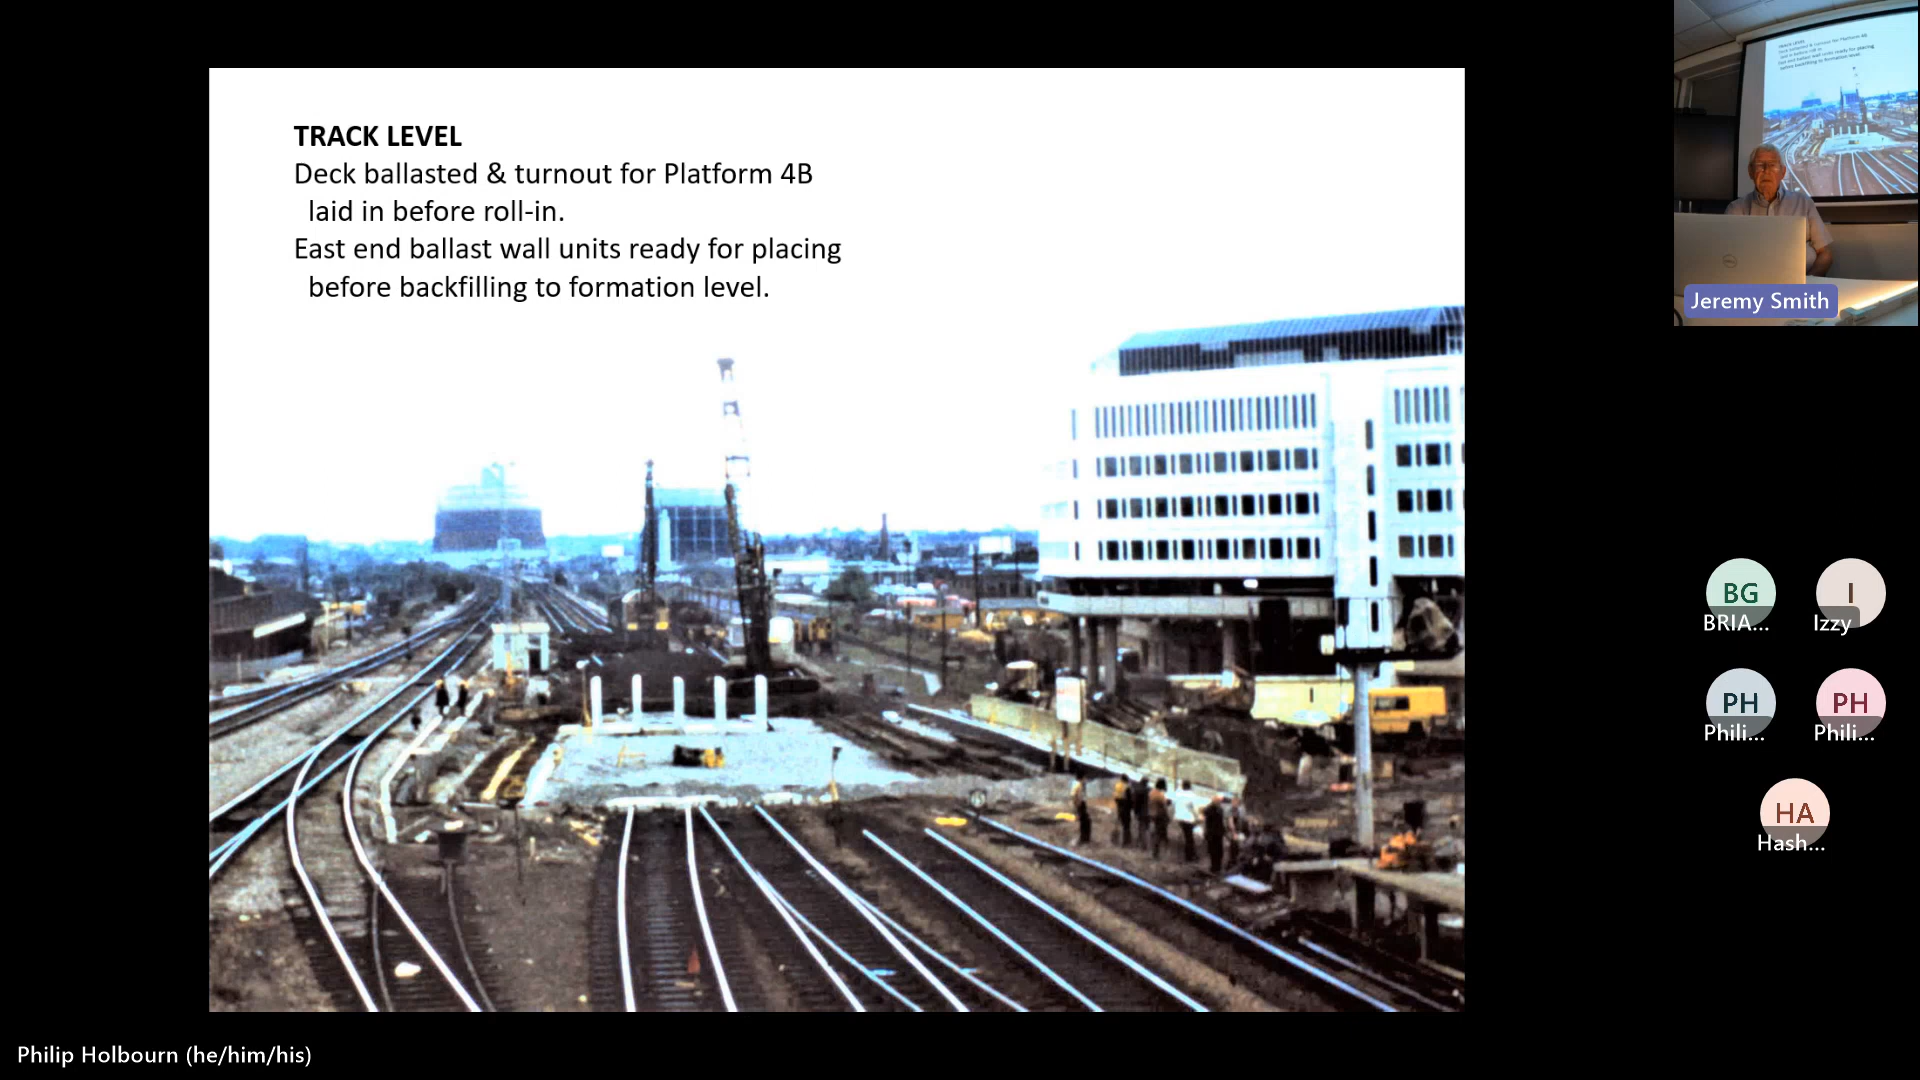 TRACK LEVEL
Deck ballasted & turnout for Platform 4B
laid in before roll-in.
East end ballast wall units ready for placing
before backfilling to formation level.
Jeremy Smith
BG
BRIA...
I
Izzy
PH
Phili...
PH
Phili...
HA
Hash...
Philip Holbourn (he/him/his)